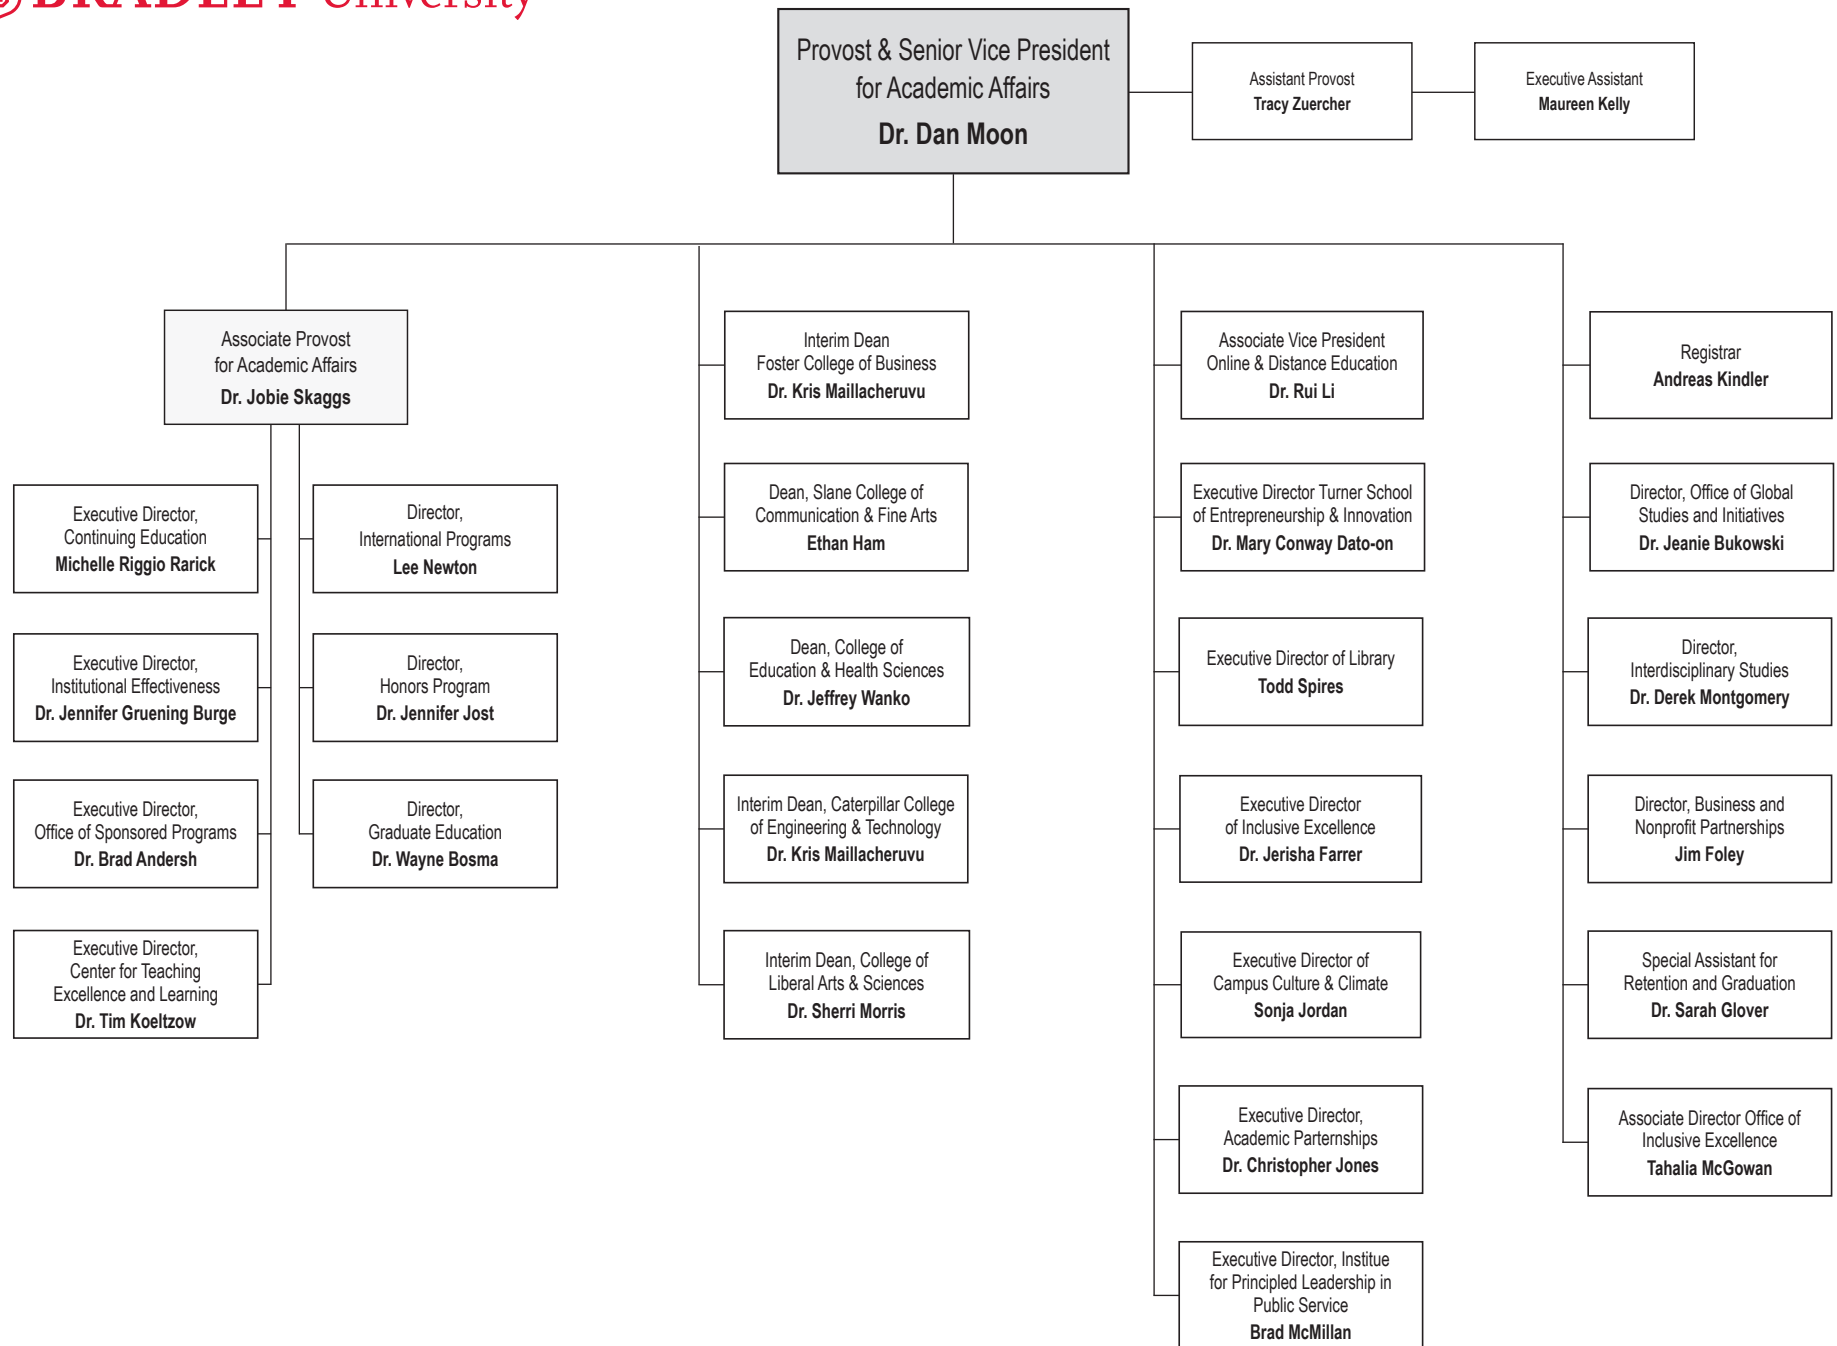 BRADLEY University
Provost & Senior Vice President
for Academic Affairs
Dr. Dan Moon
Assistant Provost
Tracy Zuercher
Executive Assistant
Maureen Kelly
Associate Provost
for Academic Affairs
Dr. Jobie Skaggs
Executive Director,
Continuing Education
Michelle Riggio Rarick
Director,
International Programs
Lee Newton
Executive Director,
Institutional Effectiveness
Dr. Jennifer Gruening Burge
Director,
Honors Program
Dr. Jennifer Jost
Executive Director,
Office of Sponsored Programs
Dr. Brad Andersh
Director,
Graduate Education
Dr. Wayne Bosma
Executive Director,
Center for Teaching
Excellence and Learning
Dr. Tim Koeltzow
Interim Dean
Foster College of Business
Dr. Kris Maillacheruvu
Dean, Slane College of
Communication & Fine Arts
Ethan Ham
Dean, College of
Education & Health Sciences
Dr. Jeffrey Wanko
Interim Dean, Caterpillar College
of Engineering & Technology
Dr. Kris Maillacheruvu
Interim Dean, College of
Liberal Arts & Sciences
Dr. Sherri Morris
Associate Vice President
Online & Distance Education
Dr. Rui Li
Executive Director Turner School
of Entrepreneurship & Innovation
Dr. Mary Conway Dato-on
Executive Director of Library
Todd Spires
Executive Director
of Inclusive Excellence
Dr. Jerisha Farrer
Executive Director of
Campus Culture & Climate
Sonja Jordan
Executive Director,
Academic Parternships
Dr. Christopher Jones
Executive Director, Institue
for Principled Leadership in
Public Service
Brad McMillan
Registrar
Andreas Kindler
Director, Office of Global
Studies and Initiatives
Dr. Jeanie Bukowski
Director,
Interdisciplinary Studies
Dr. Derek Montgomery
Director, Business and
Nonprofit Partnerships
Jim Foley
Special Assistant for
Retention and Graduation
Dr. Sarah Glover
Associate Director Office of
Inclusive Excellence
Tahalia McGowan